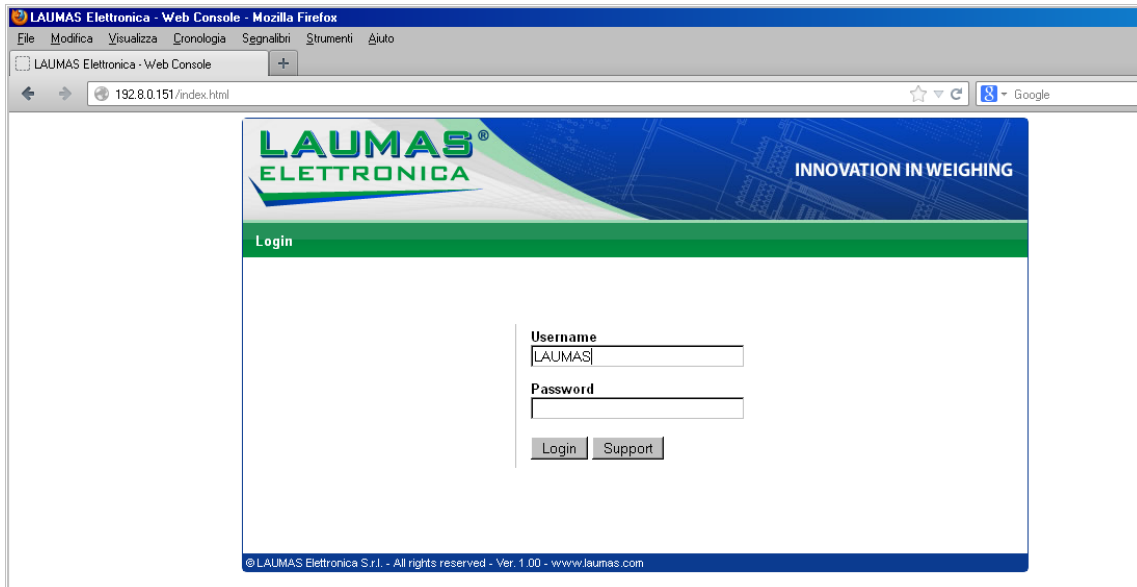 LAUMAS Elettronica - Web Console - Mozilla Firefox
File Modifica Visualizza Cronologia Segnalibri Strumenti Aiuto
LAUMAS Elettronica - Web Console +
192.8.0.151/index.html Google
LAUMAS®
ELETTRONICA
INNOVATION IN WEIGHING
Login
Username
LAUMAS
Password
Login Support
© LAUMAS Elettronica S.r.l. - All rights reserved - Ver. 1.00 - www.laumas.com